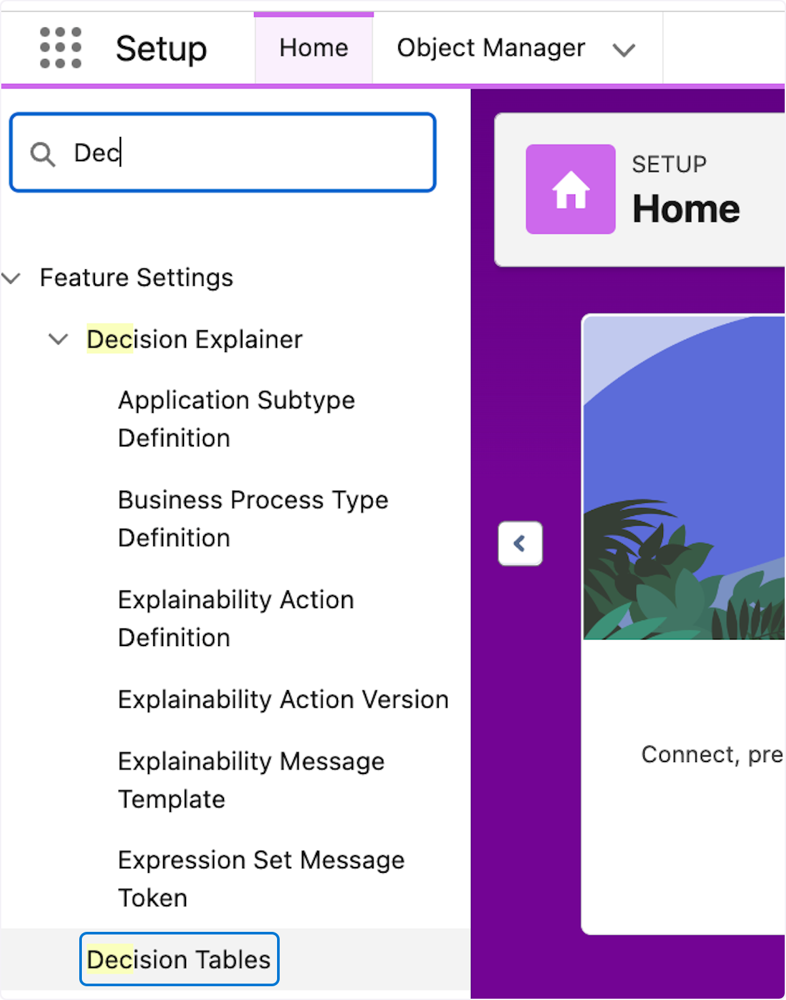 Setup
Home
Object Manager
Dec
SETUP
Home
Feature Settings
Decision Explainer
Application Subtype
Definition
Business Process Type
Definition
Explainability Action
Definition
Explainability Action Version
Explainability Message
Template
Expression Set Message
Token
Decision Tables
Connect, pre